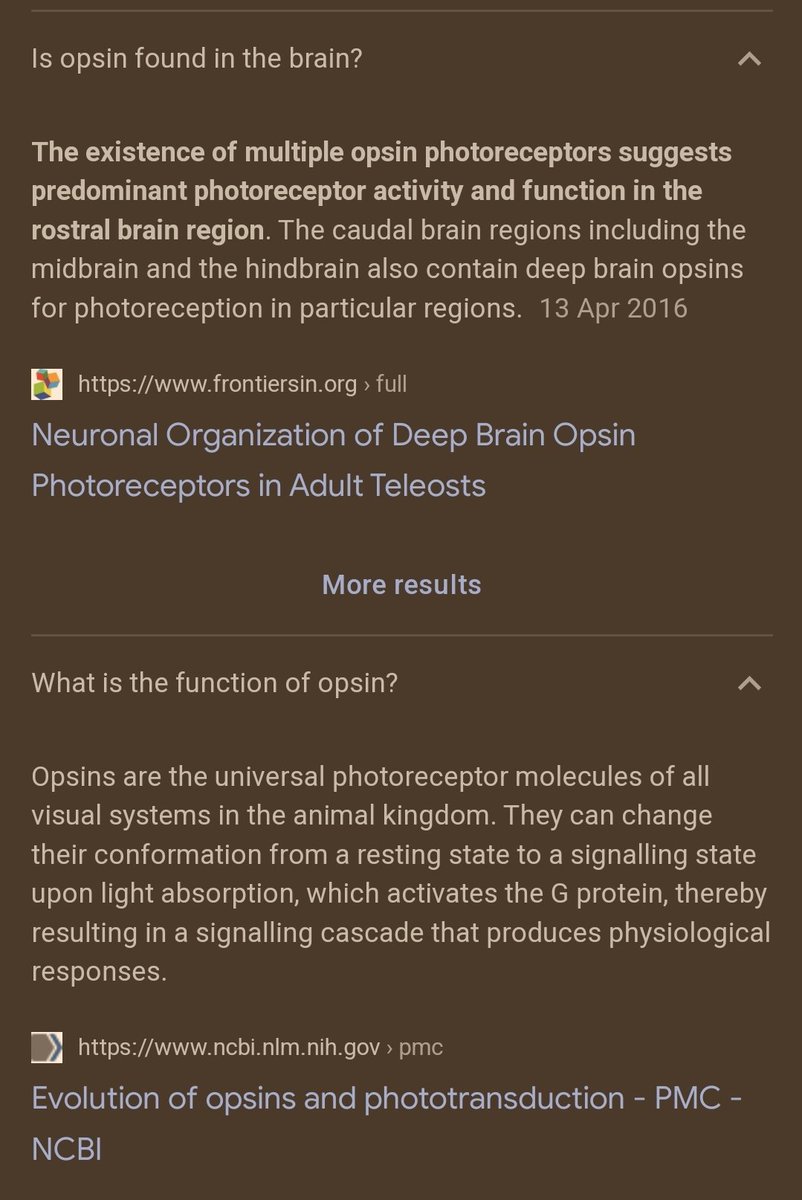 Is opsin found in the brain?
The existence of multiple opsin photoreceptors suggests
predominant photoreceptor activity and function in the
rostral brain region. The caudal brain regions including the
midbrain and the hindbrain also contain deep brain opsins
for photoreception in particular regions. 13 Apr 2016
https://www.frontiersin.org › full
Neuronal Organization of Deep Brain Opsin
Photoreceptors in Adult Teleosts
More results
What is the function of opsin?
Opsins are the universal photoreceptor molecules of all
visual systems in the animal kingdom. They can change
their conformation from a resting state to a signalling state
upon light absorption, which activates the G protein, thereby
resulting in a signalling cascade that produces physiological
responses.
https://www.ncbi.nlm.nih.gov › pmc
Evolution of opsins and phototransduction - PMC -
NCBI